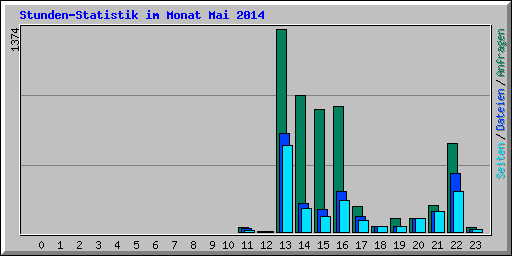 Stunden-Statistik im Monat Mai 2014
1374
Seiten/Dateien/Anfragen
0 1 2 3 4 5 6 7 8 9 10 11 12 13 14 15 16 17 18 19 20 21 22 23